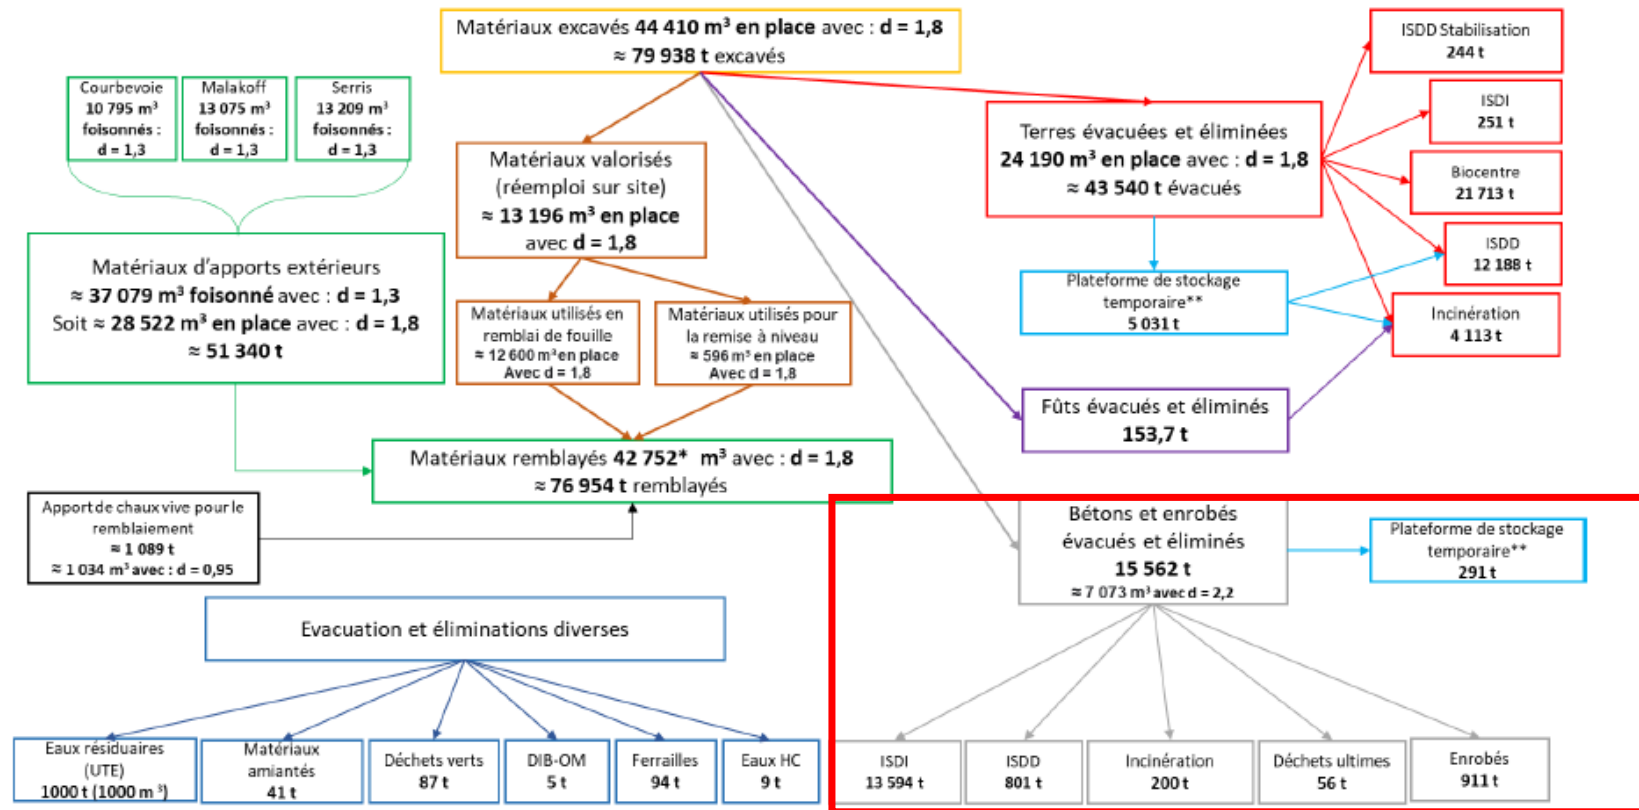 Matériaux excavés 44 410 m³ en place avec : d = 1,8
≈ 79 938 t excavés
Courbevoie
10 795 m³
foisonnés :
d = 1,3
Malakoff
13 075 m³
foisonnés :
d = 1,3
Serris
13 209 m³
foisonnés :
d = 1,3
Matériaux d'apports extérieurs
≈ 37 079 m³ foisonné avec : d = 1,3
Soit ≈ 28 522 m³ en place avec : d = 1,8
≈ 51 340 t
Matériaux valorisés
(réemploi sur site)
≈ 13 196 m³ en place
avec d = 1,8
Matériaux utilisés en
remblai de fouille
≈ 12 600 m³en place
Avec d = 1,8
Matériaux utilisés pour
la remise à niveau
≈ 596 m³ en place
Avec d = 1,8
Matériaux remblayés 42 752* m³ avec : d = 1,8
≈ 76 954 t remblayés
Apport de chaux vive pour le
remblaiement
≈ 1 089 t
≈ 1 034 m³ avec : d = 0,95
Terres évacuées et éliminées
24 190 m³ en place avec : d = 1,8
≈ 43 540 t évacués
ISDD Stabilisation
244 t
ISDI
251 t
Biocentre
21 713 t
ISDD
12 188 t
Incinération
4 113 t
Plateforme de stockage
temporaire**
5 031 t
Fûts évacués et éliminés
153,7 t
Bétons et enrobés
évacués et éliminés
15 562 t
≈ 7 073 m³ avec d = 2,2
Plateforme de stockage
temporaire**
291 t
ISDI
13 594 t
ISDD
801 t
Incinération
200 t
Déchets ultimes
56 t
Enrobés
911 t
Evacuation et éliminations diverses
Eaux résiduaires
(UTE)
1000 t (1000 m³)
Matériaux
amiantés
41 t
Déchets verts
87 t
DIB-OM
5 t
Ferrailles
94 t
Eaux HC
9 t